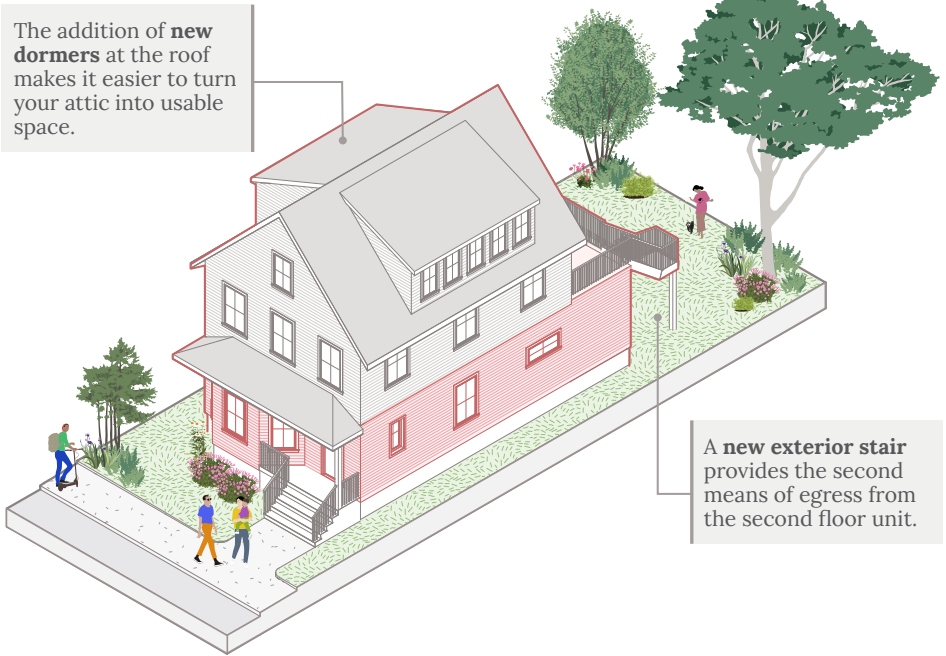 The addition of new
dormers at the roof
makes it easier to turn
your attic into usable
space.
A new exterior stair
provides the second
means of egress from
the second floor unit.